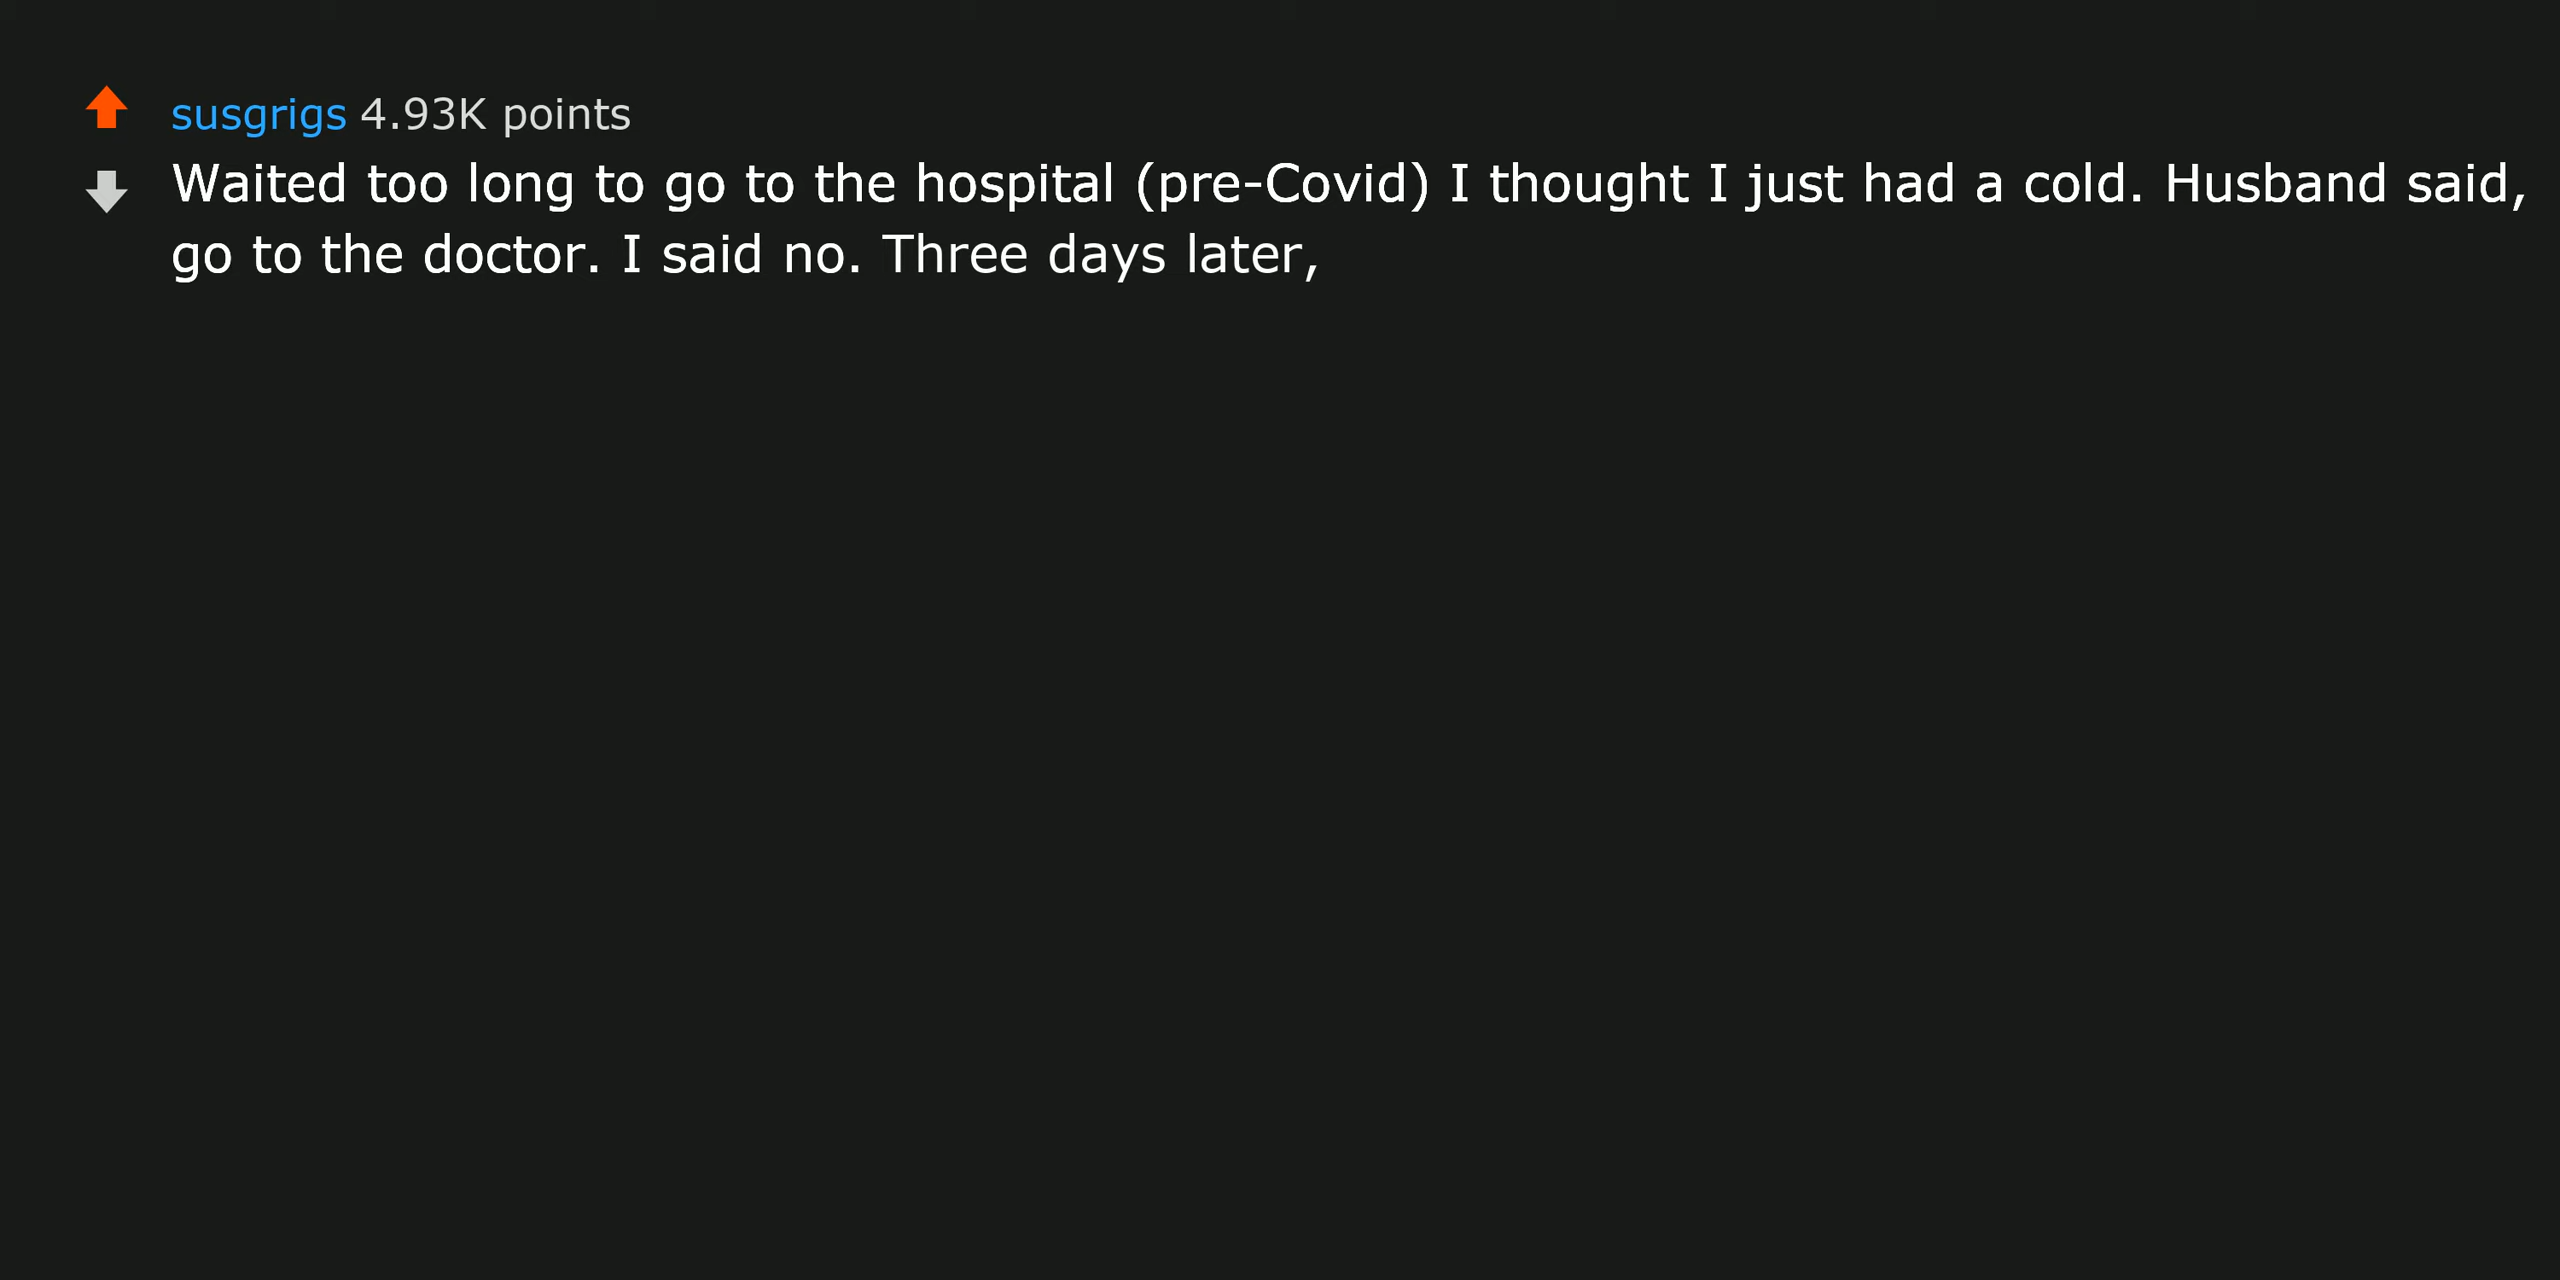 susgrigs 4.93K points
Waited too long to go to the hospital (pre-Covid) I thought I just had a cold. Husband said,
go to the doctor. I said no. Three days later,